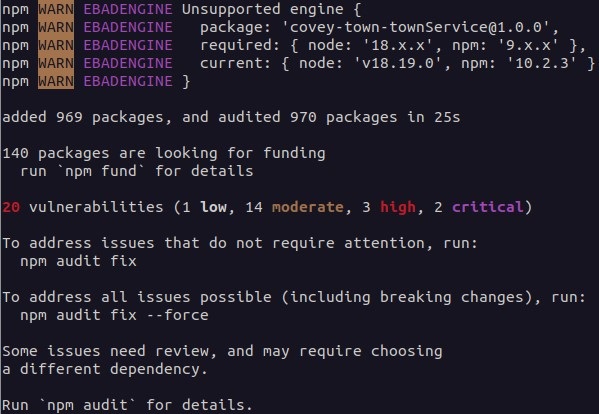 npm WARN EBADENGINE Unsupported engine {
npm WARN EBADENGINE   package: 'covey-town-townService@1.0.0',
npm WARN EBADENGINE   required: { node: '18.x.x', npm: '9.x.x' },
npm WARN EBADENGINE   current: { node: 'v18.19.0', npm: '10.2.3' }
npm WARN EBADENGINE }
added 969 packages, and audited 970 packages in 25s
140 packages are looking for funding
  run `npm fund` for details
20 vulnerabilities (1 low, 14 moderate, 3 high, 2 critical)
To address issues that do not require attention, run:
  npm audit fix
To address all issues possible (including breaking changes), run:
  npm audit fix --force
Some issues need review, and may require choosing
a different dependency.
Run `npm audit` for details.